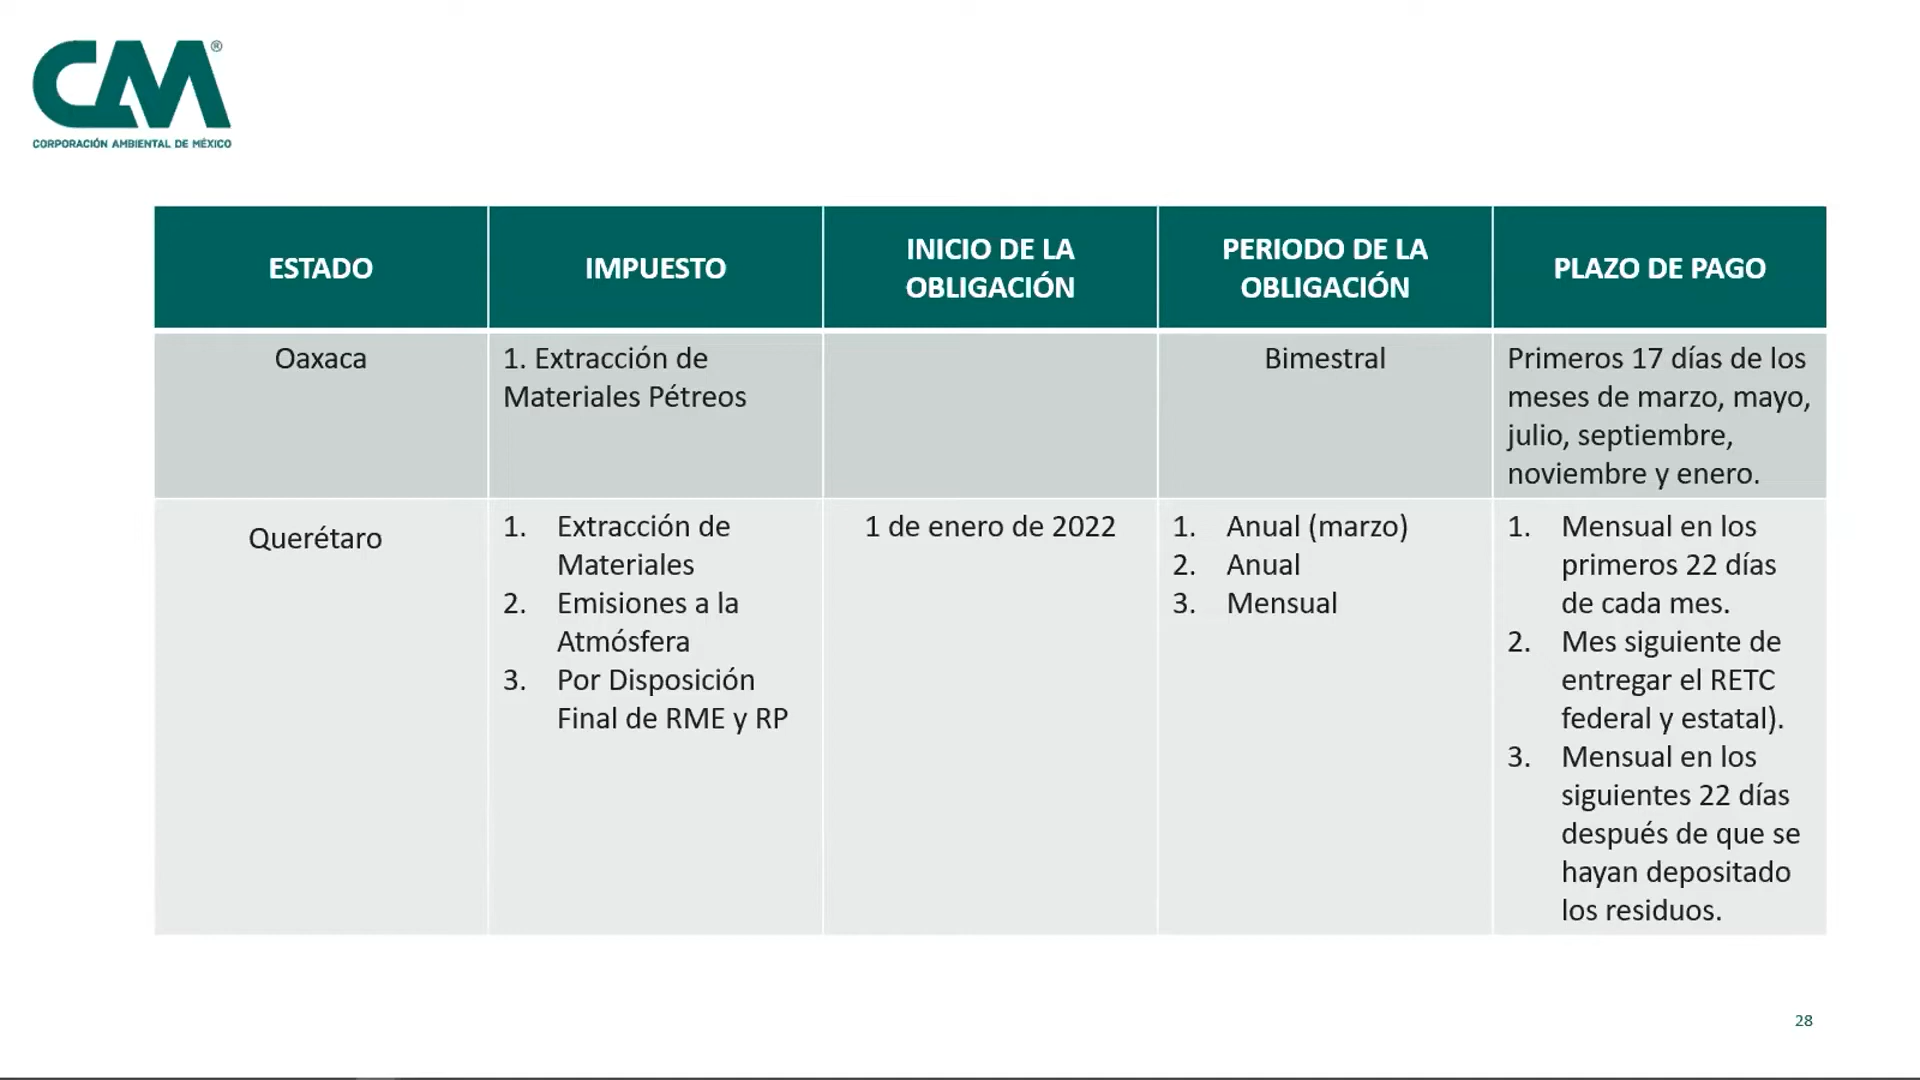 CAM®
CORPORACIÓN AMBIENTAL DE MÉXICO
ESTADO
IMPUESTO
INICIO DE LA
OBLIGACIÓN
PERIODO DE LA
OBLIGACIÓN
PLAZO DE PAGO
Oaxaca
1. Extracción de
Materiales Pétreos
Bimestral
Primeros 17 días de los
meses de marzo, mayo,
julio, septiembre,
noviembre y enero.
Querétaro
1. Extracción de
Materiales
2. Emisiones a la
Atmósfera
3. Por Disposición
Final de RME y RP
1 de enero de 2022
1. Anual (marzo)
2. Anual
3. Mensual
1. Mensual en los
primeros 22 días
de cada mes.
2. Mes siguiente de
entregar el RETC
federal y estatal).
3. Mensual en los
siguientes 22 días
después de que se
hayan depositado
los residuos.
28